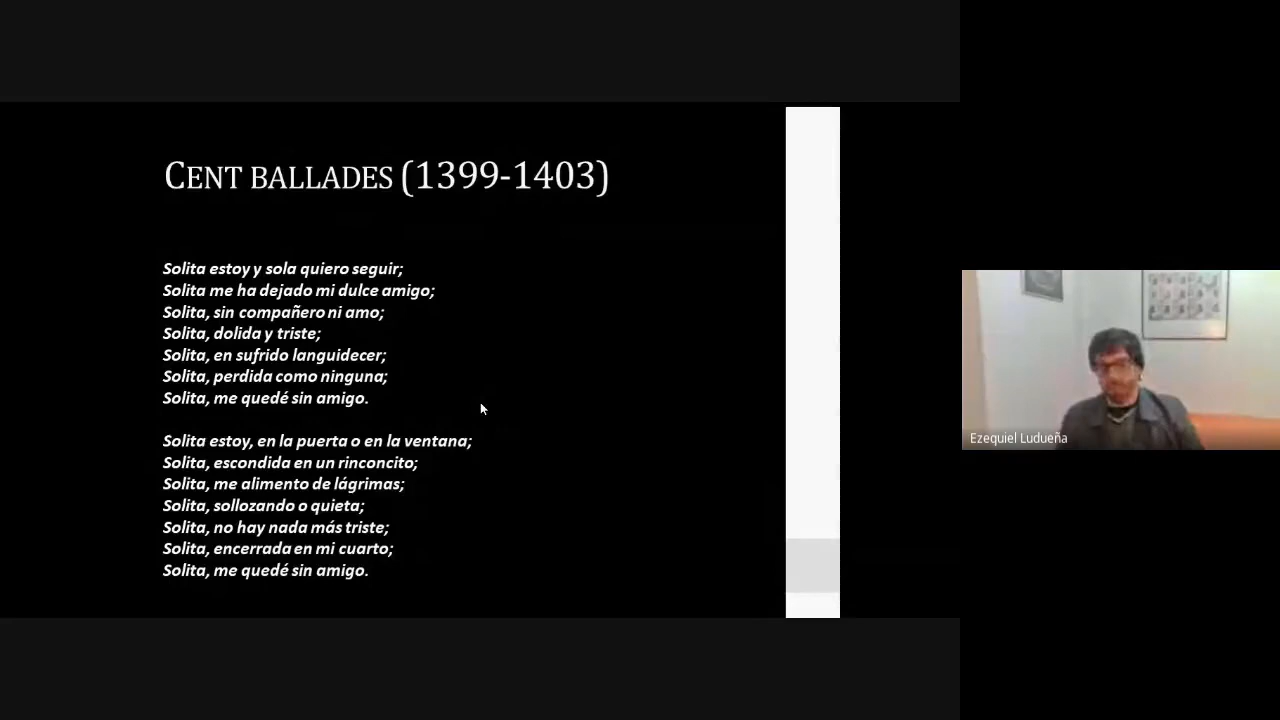 CENT BALLADES (1399-1403)
Solita estoy y sola quiero seguir;
Solita me ha dejado mi dulce amigo;
Solita, sin compañero ni amo;
Solita, dolida y triste;
Solita, en sufrido languidecer;
Solita, perdida como ninguna;
Solita, me quedé sin amigo.
Solita estoy, en la puerta o en la ventana;
Solita, escondida en un rinconcito;
Solita, me alimento de lágrimas;
Solita, sollozando o quieta;
Solita, no hay nada más triste;
Solita, encerrada en mi cuarto;
Solita, me quedé sin amigo.
Ezequiel Ludueña